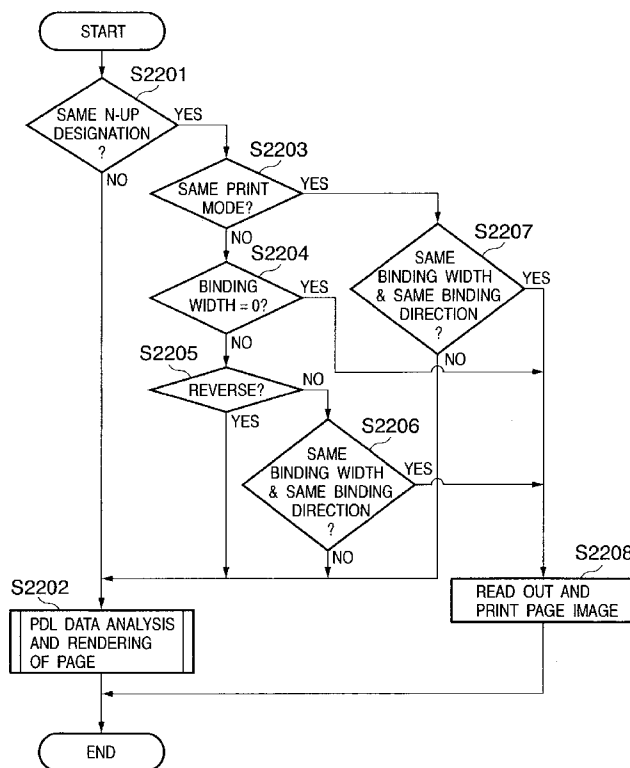 START
S2201
SAME N-UP
DESIGNATION
?
YES
NO
S2203
SAME PRINT
MODE?
YES
NO
S2204
BINDING
WIDTH=0?
YES
NO
S2207
SAME
BINDING WIDTH
& SAME BINDING
DIRECTION
?
YES
NO
S2205
REVERSE?
NO
YES
S2206
SAME
BINDING WIDTH
& SAME BINDING
DIRECTION
?
YES
NO
S2202
PDL DATA ANALYSIS
AND RENDERING
OF PAGE
S2208
READ OUT AND
PRINT PAGE IMAGE
END